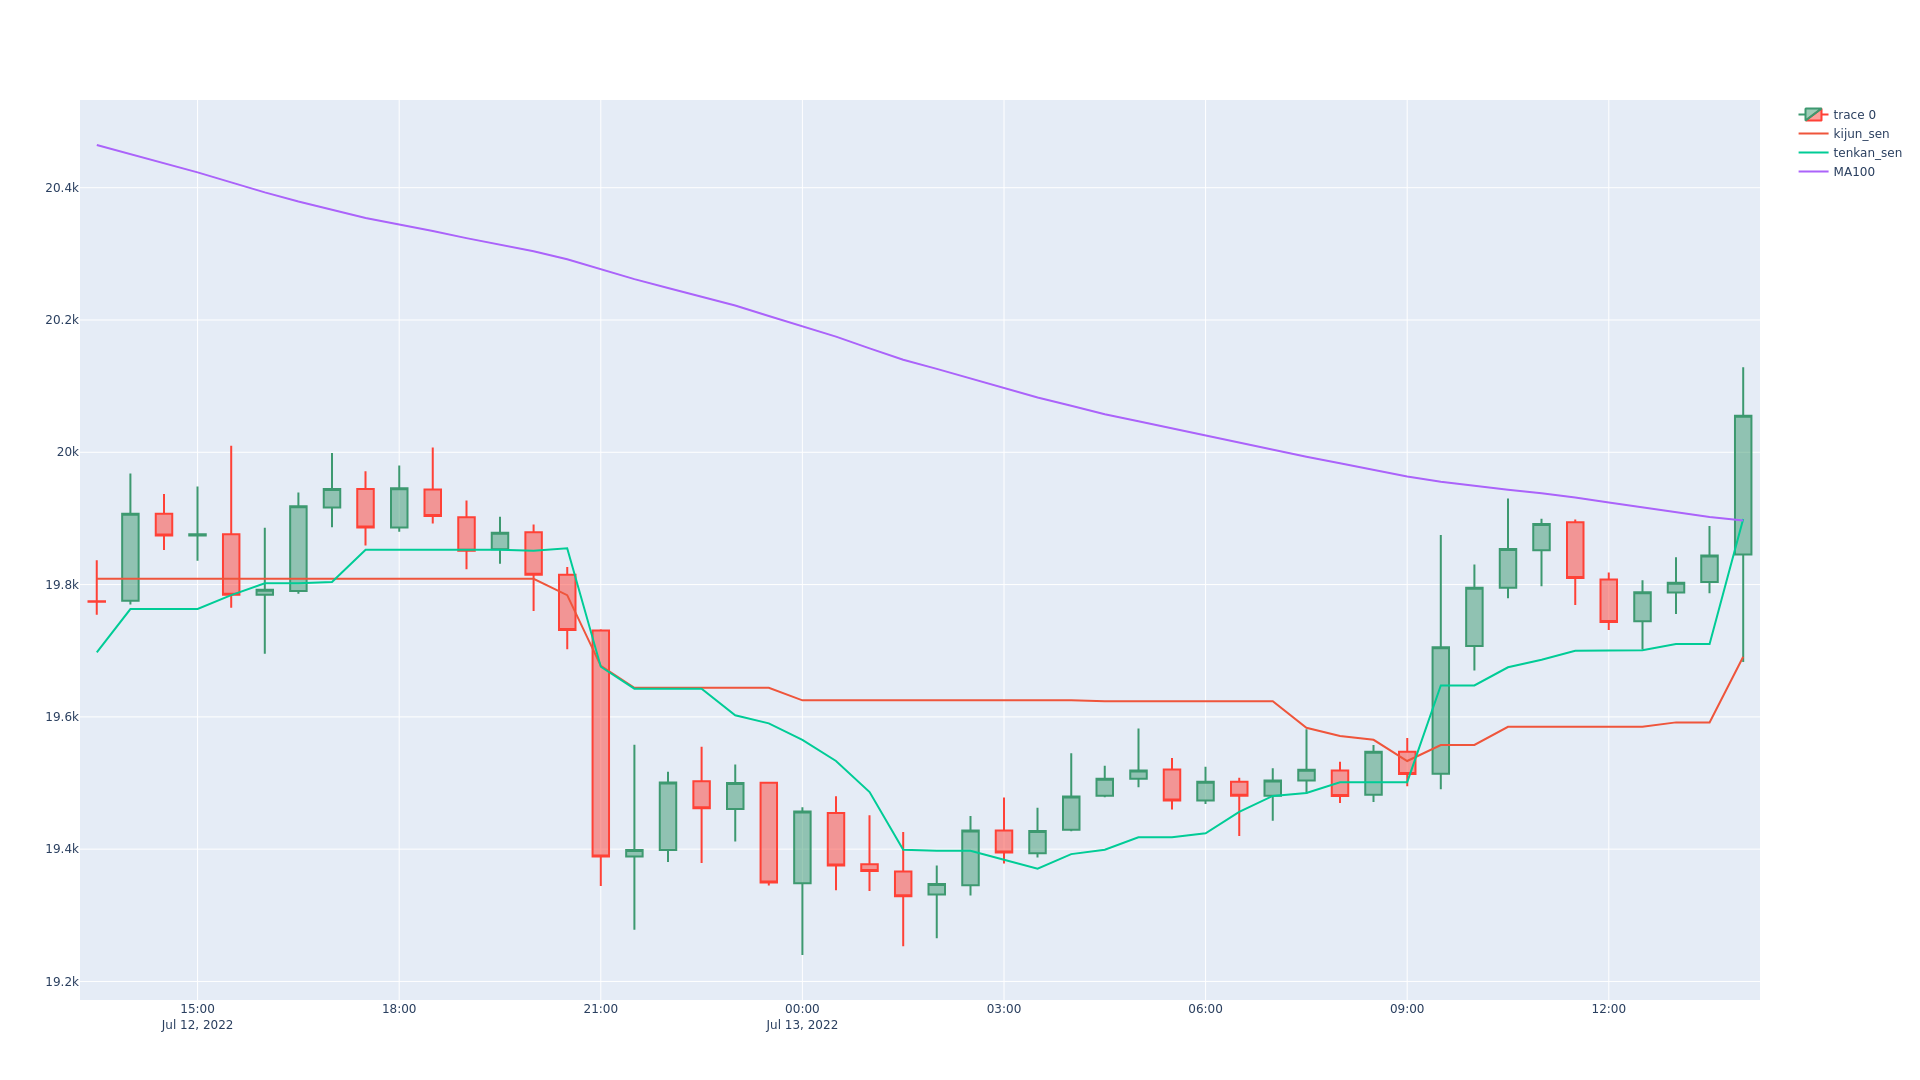 trace 0
kijun_sen
tenkan_sen
MA100
20.4k
20.2k
20k
19.8k
19.6k
19.4k
19.2k
15:00 18:00 21:00 00:00 03:00 06:00 09:00 12:00
Jul 12, 2022 Jul 13, 2022